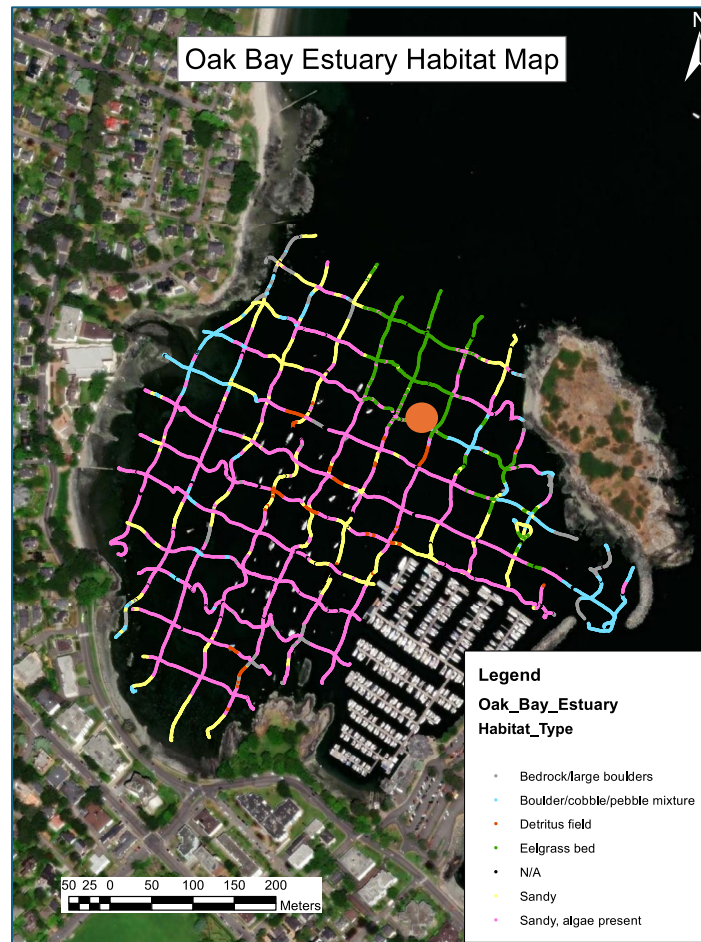 Oak Bay Estuary Habitat Map
N
Legend
Oak_Bay_Estuary
Habitat_Type
Bedrock/large boulders
Boulder/cobble/pebble mixture
Detritus field
Eelgrass bed
N/A
Sandy
Sandy, algae present
50 25 0 50 100 150 200
Meters